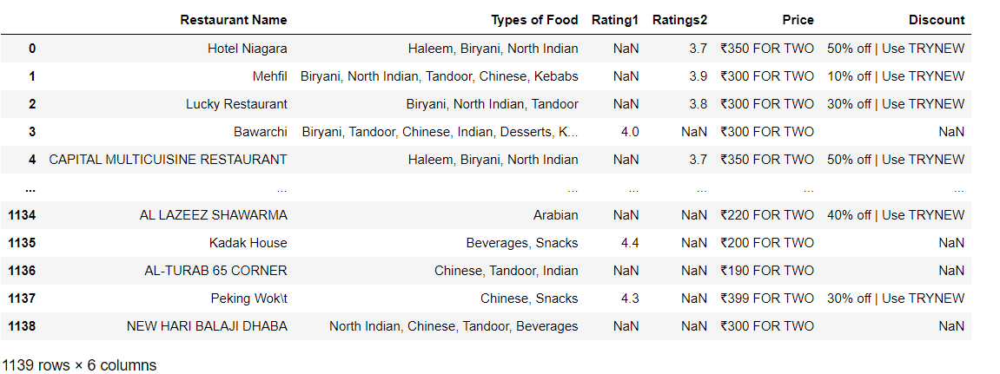 Restaurant Name Types of Food Rating1 Ratings2 Price Discount
0 Hotel Niagara Haleem, Biryani, North Indian NaN 3.7 ₹350 FOR TWO 50% off | Use TRYNEW
1 Mehfil Biryani, North Indian, Tandoor, Chinese, Kebabs NaN 3.9 ₹300 FOR TWO 10% off | Use TRYNEW
2 Lucky Restaurant Biryani, North Indian, Tandoor NaN 3.8 ₹300 FOR TWO 30% off | Use TRYNEW
3 Bawarchi Biryani, Tandoor, Chinese, Indian, Desserts, K... 4.0 NaN ₹300 FOR TWO NaN
4 CAPITAL MULTICUISINE RESTAURANT Haleem, Biryani, North Indian NaN 3.7 ₹350 FOR TWO 50% off | Use TRYNEW
... ... ... ... ... ... ...
1134 AL LAZEEZ SHAWARMA Arabian NaN NaN ₹220 FOR TWO 40% off | Use TRYNEW
1135 Kadak House Beverages, Snacks 4.4 NaN ₹200 FOR TWO NaN
1136 AL-TURAB 65 CORNER Chinese, Tandoor, Indian NaN NaN ₹190 FOR TWO NaN
1137 Peking Wok\t Chinese, Snacks 4.3 NaN ₹399 FOR TWO 30% off | Use TRYNEW
1138 NEW HARI BALAJI DHABA North Indian, Chinese, Tandoor, Beverages NaN NaN ₹300 FOR TWO NaN
1139 rows × 6 columns